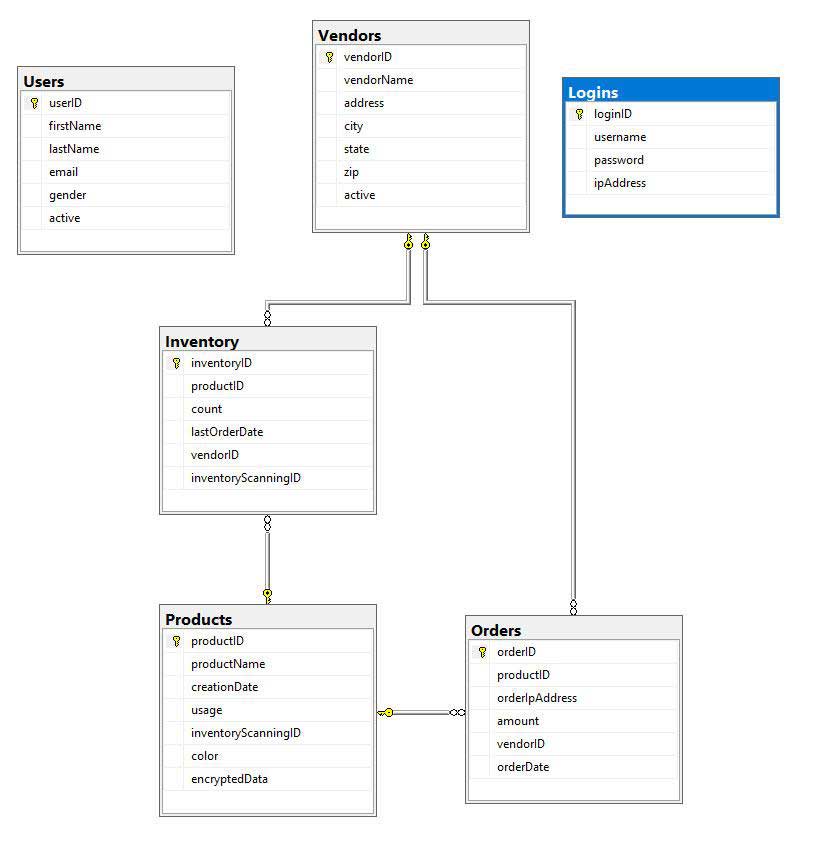 Users
userID
firstName
lastName
email
gender
active
Vendors
vendorID
vendorName
address
city
state
zip
active
Logins
loginID
username
password
ipAddress
Inventory
inventoryID
productID
count
lastOrderDate
vendorID
inventoryScanningID
Products
productID
productName
creationDate
usage
inventoryScanningID
color
encryptedData
Orders
orderID
productID
orderIpAddress
amount
vendorID
orderDate